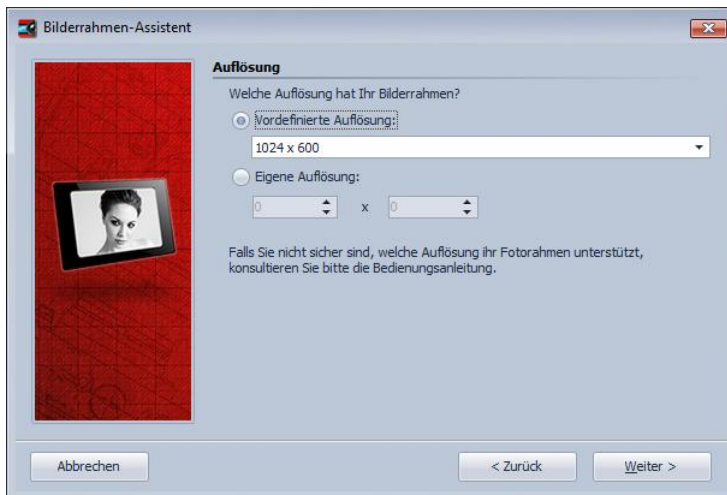 Bilderrahmen-Assistent
Auflösung
Welche Auflösung hat Ihr Bilderrahmen?
Vordefinierte Auflösung:
1024 x 600
Eigene Auflösung:
0 x 0
Falls Sie nicht sicher sind, welche Auflösung ihr Fotorahmen unterstützt,
konsultieren Sie bitte die Bedienungsanleitung.
Abbrechen < Zurück Weiter >